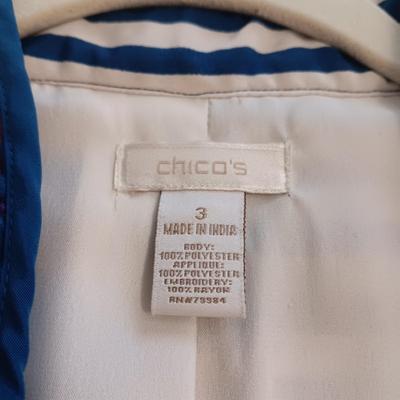 chico's
3
MADE IN INDIA
BODY:
100% POLYESTER
APPLIQUE:
100% POLYESTER
EMBROIDERY:
100% RAYON
RN#79984